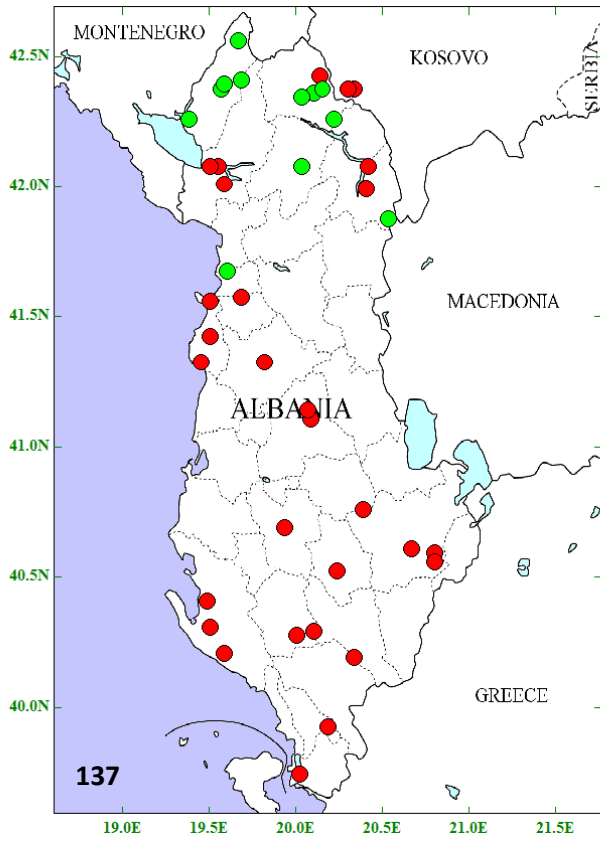 MONTENEGRO
KOSOVO
SERBIA
42.5N
42.0N
41.5N
MACEDONIA
ALBANIA
41.0N
40.5N
40.0N
GREECE
137
19.0E 19.5E 20.0E 20.5E 21.0E 21.5E